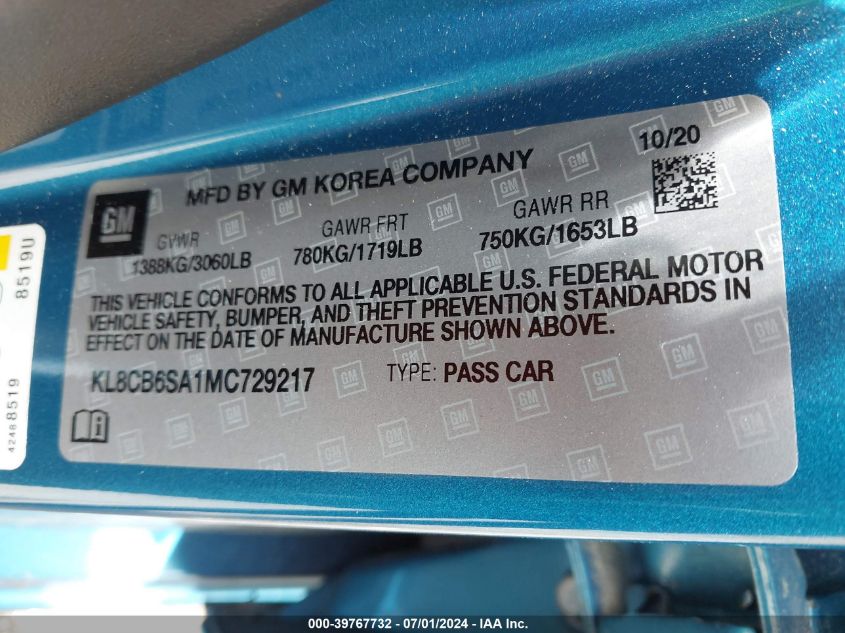 GM
MFD BY GM KOREA COMPANY
10/20
GVWR
GAWR FRT
GAWR RR
1388KG/3060LB
780KG/1719LB
750KG/1653LB
THIS VEHICLE CONFORMS TO ALL APPLICABLE U.S. FEDERAL MOTOR
VEHICLE SAFETY, BUMPER, AND THEFT PREVENTION STANDARDS IN
EFFECT ON THE DATE OF MANUFACTURE SHOWN ABOVE.
KL8CB6SA1MC729217
TYPE: PASS CAR
8519U
42488519
000-39767732 - 07/01/2024 - IAA Inc.